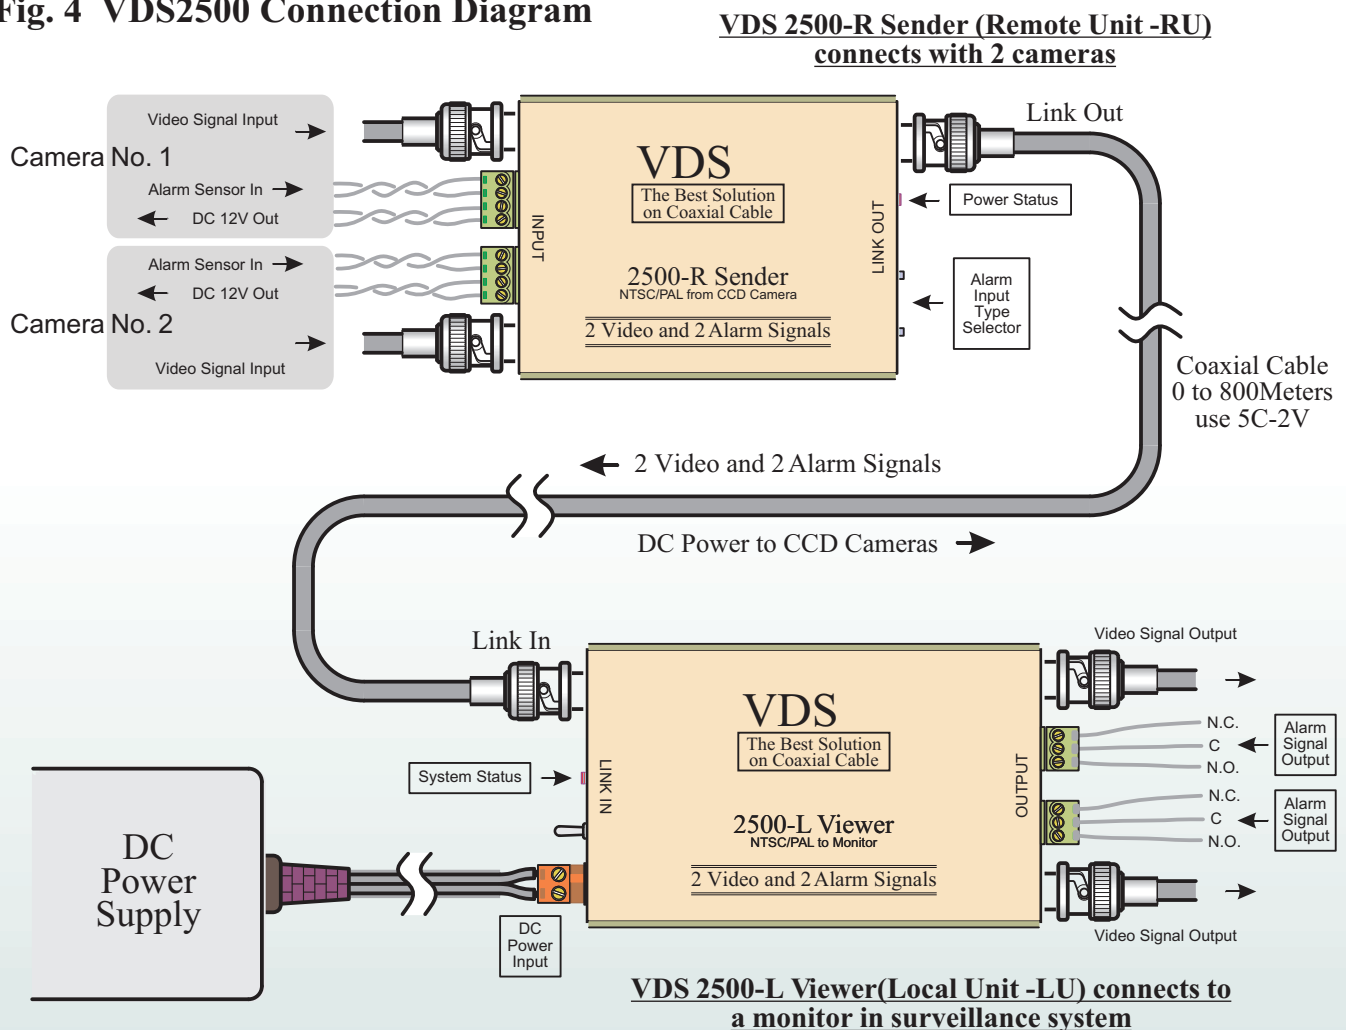 Fig. 4 VDS2500 Connection Diagram
VDS 2500-R Sender (Remote Unit -RU)
connects with 2 cameras
Video Signal Input
Camera No. 1
Alarm Sensor In
DC 12V Out
Alarm Sensor In
DC 12V Out
Camera No. 2
Video Signal Input
INPUT
VDS
The Best Solution
on Coaxial Cable
2500-R Sender
NTSC/PAL from CCD Camera
2 Video and 2 Alarm Signals
LINK OUT
Link Out
Power Status
Alarm
Input
Type
Selector
Coaxial Cable
0 to 800Meters
use 5C-2V
2 Video and 2 Alarm Signals
DC Power to CCD Cameras
Link In
System Status
LINK IN
VDS
The Best Solution
on Coaxial Cable
2500-L Viewer
NTSC/PAL to Monitor
2 Video and 2 Alarm Signals
OUTPUT
Video Signal Output
N.C.
C
N.O.
Alarm
Signal
Output
N.C.
C
N.O.
Alarm
Signal
Output
Video Signal Output
DC
Power
Supply
DC
Power
Input
VDS 2500-L Viewer(Local Unit -LU) connects to
a monitor in surveillance system